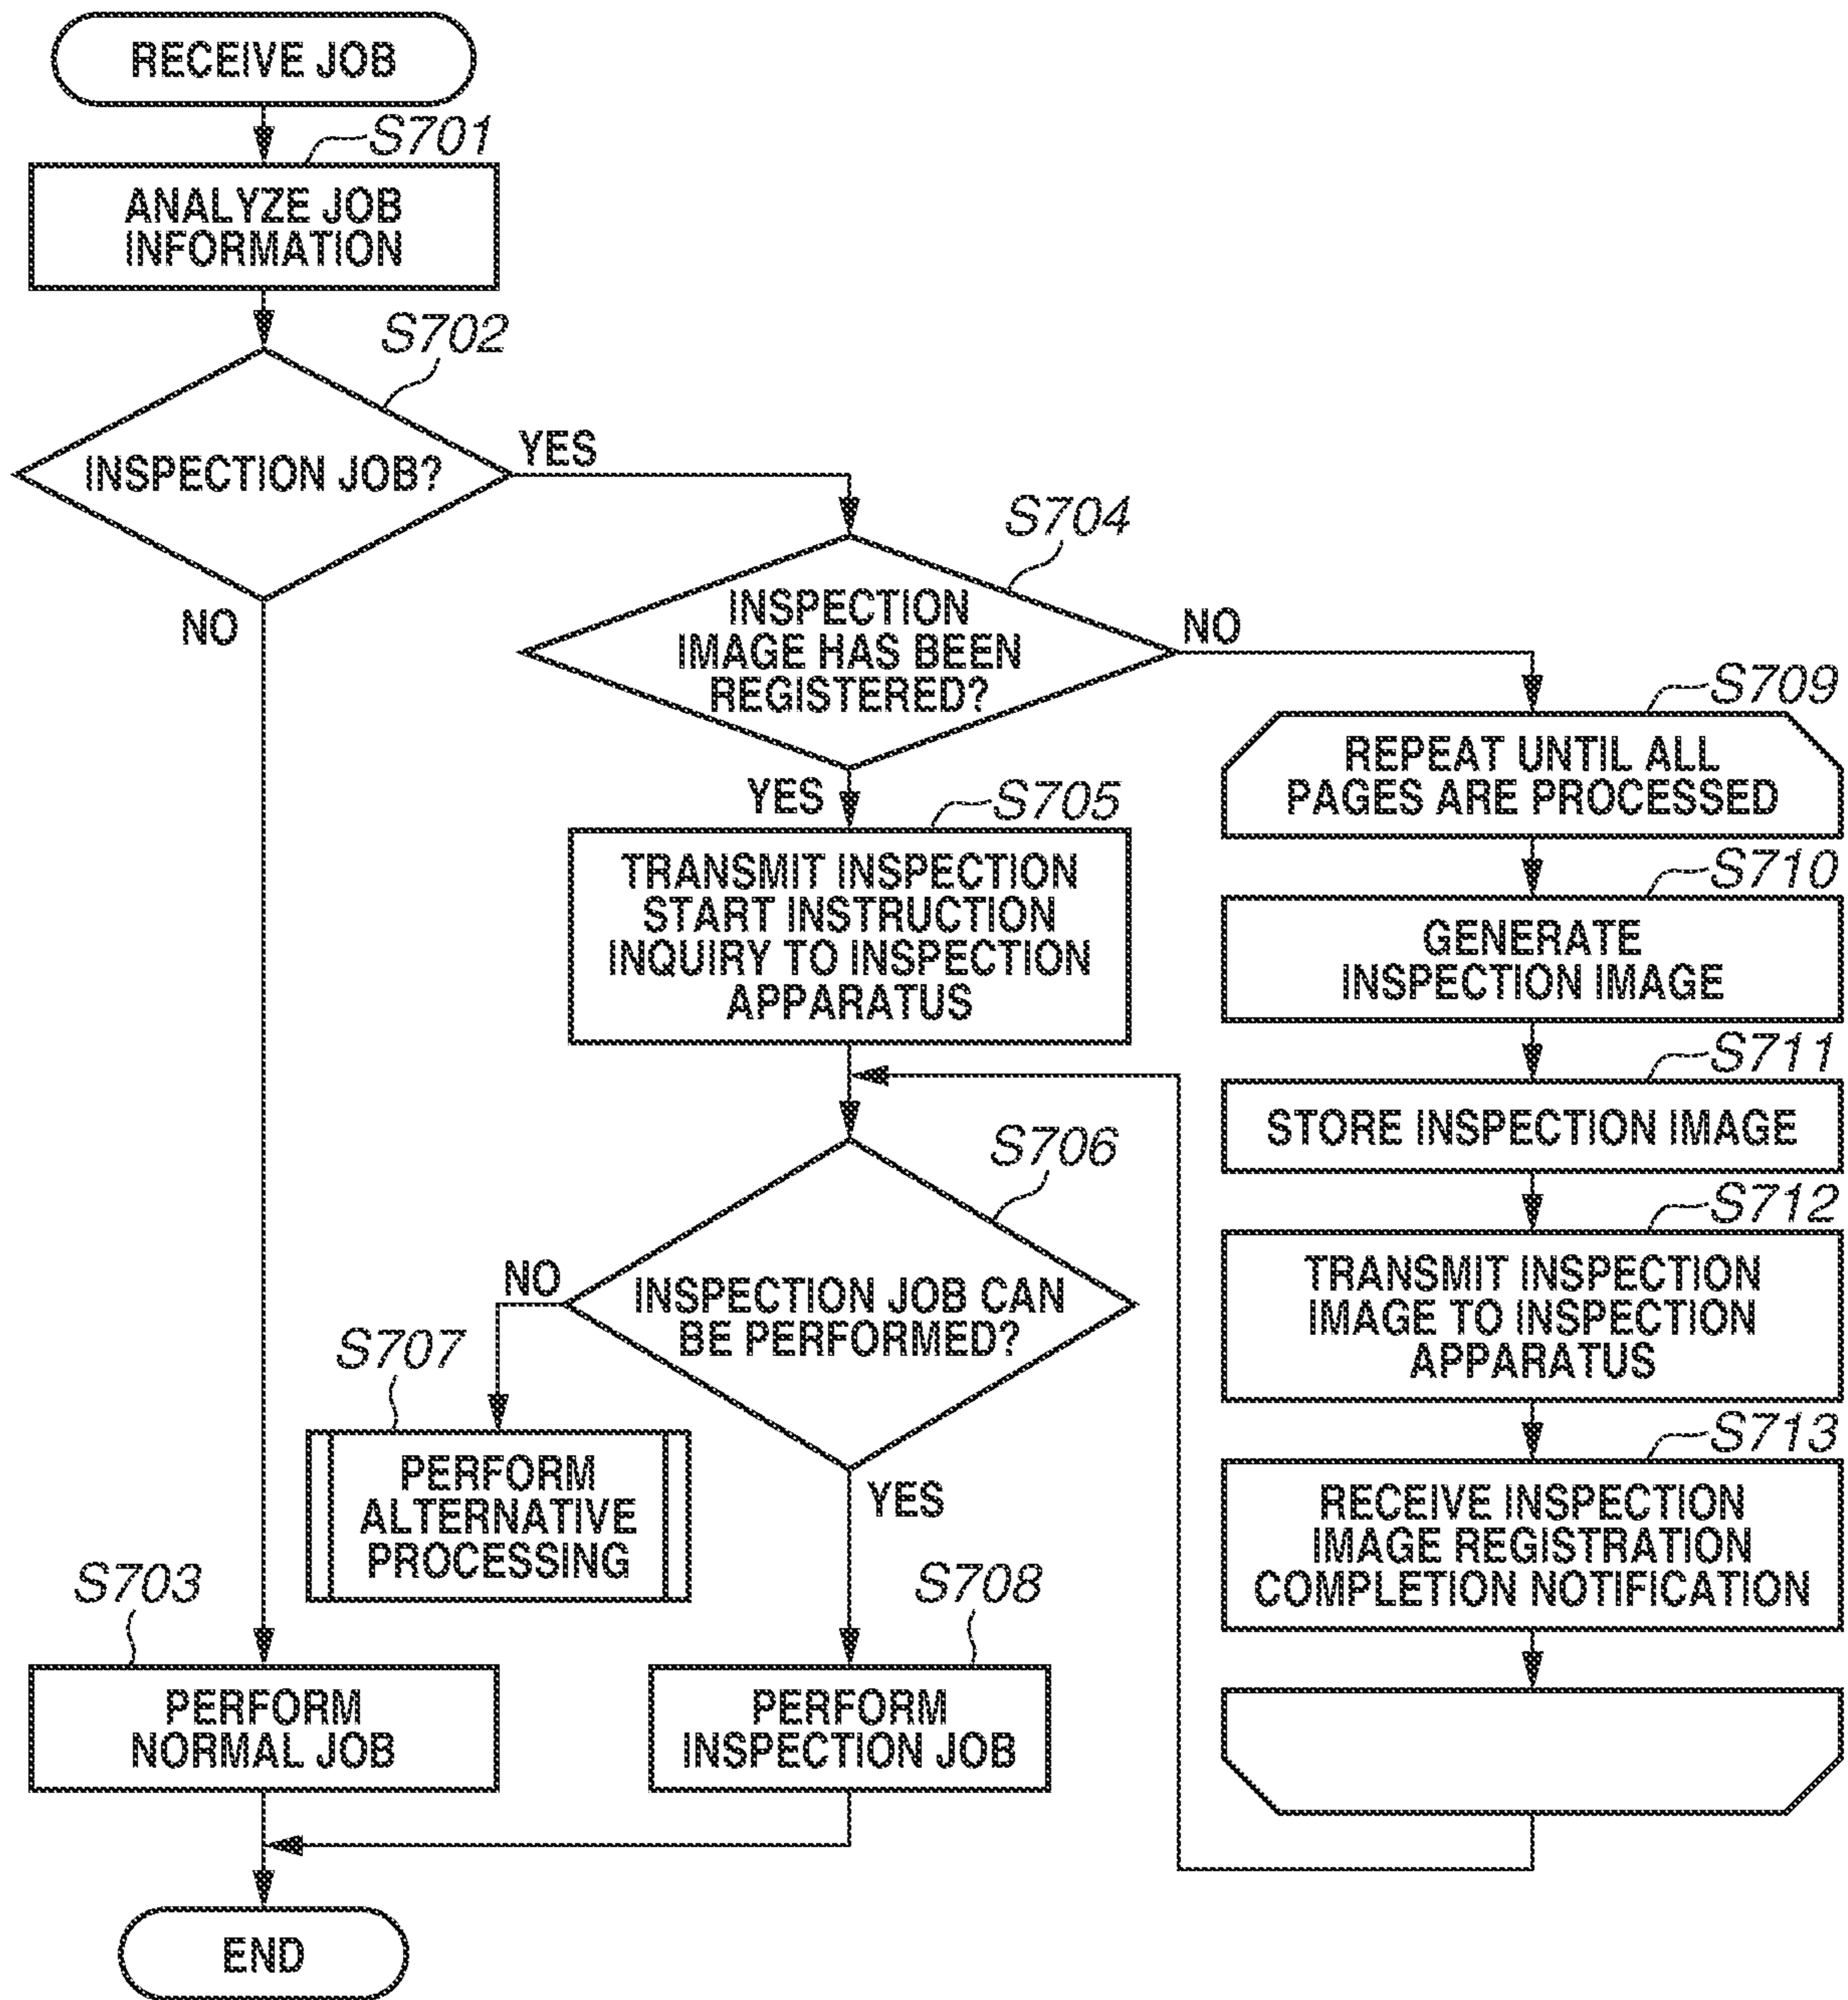 RECEIVE JOB
S701
ANALYZE JOB
INFORMATION
S702
INSPECTION JOB?
YES
NO
S704
INSPECTION
IMAGE HAS BEEN
REGISTERED?
NO
YES
S705
TRANSMIT INSPECTION
START INSTRUCTION
INQUIRY TO INSPECTION
APPARATUS
S706
INSPECTION JOB CAN
BE PERFORMED?
NO
S707
PERFORM
ALTERNATIVE
PROCESSING
YES
S703
PERFORM
NORMAL JOB
S708
PERFORM
INSPECTION JOB
S709
REPEAT UNTIL ALL
PAGES ARE PROCESSED
S710
GENERATE
INSPECTION IMAGE
S711
STORE INSPECTION IMAGE
S712
TRANSMIT INSPECTION
IMAGE TO INSPECTION
APPARATUS
S713
RECEIVE INSPECTION
IMAGE REGISTRATION
COMPLETION NOTIFICATION
END